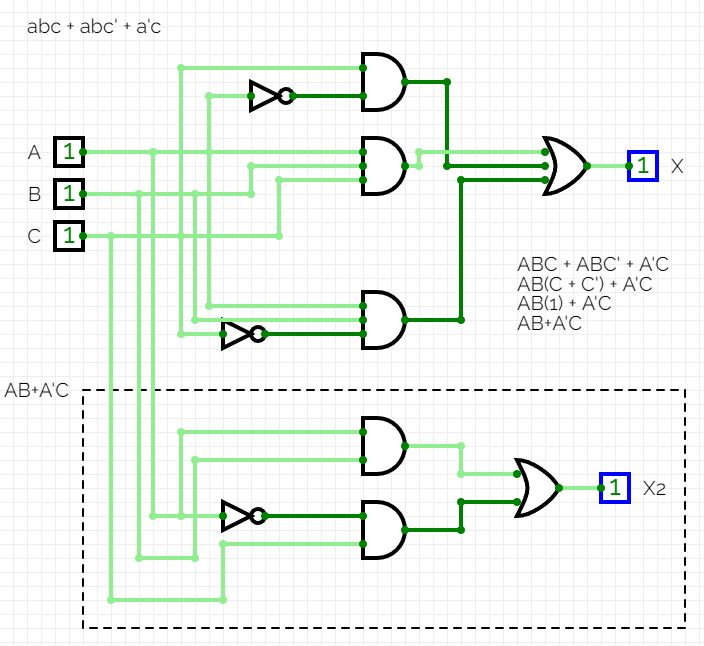 abc + abc' + a'c
A 1
B 1
C 1
1 X
ABC + ABC' + A'C
AB(C + C') + A'C
AB(1) + A'C
AB+A'C
AB+A'C
1 X2